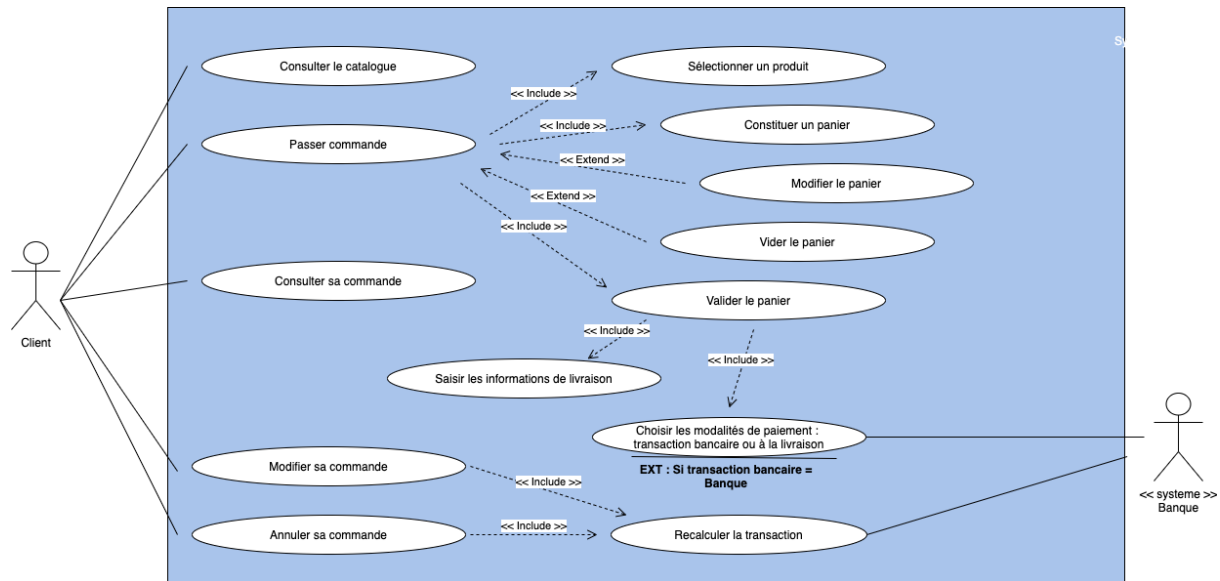 Sy
Consulter le catalogue
Sélectionner un produit
<< Include >>
Constituer un panier
<< Include >>
Passer commande
<< Extend >>
Modifier le panier
<< Extend >>
<< Include >>
Vider le panier
Consulter sa commande
Valider le panier
Client
<< Include >>
<< Include >>
Saisir les informations de livraison
Choisir les modalités de paiement :
transaction bancaire ou à la livraison
EXT : Si transaction bancaire =
Banque
Modifier sa commande
<< Include >>
<< systeme >>
Banque
<< Include >>
Annuler sa commande
Recalculer la transaction